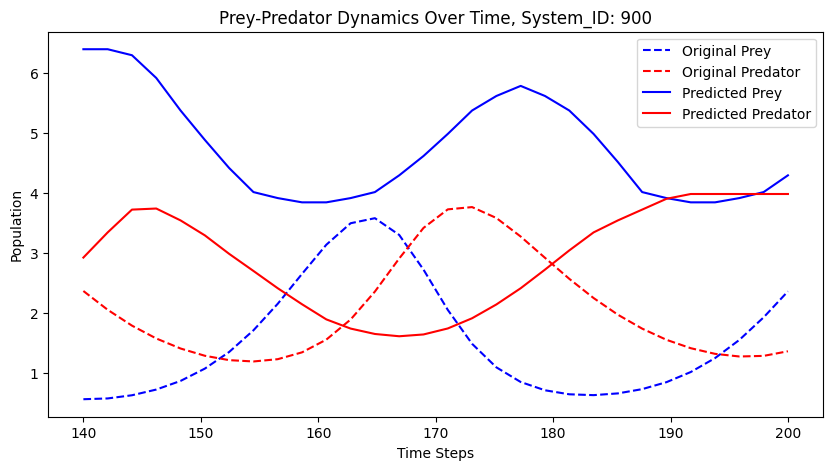 Prey-Predator Dynamics Over Time, System_ID: 900
Original Prey
Original Predator
Predicted Prey
Predicted Predator
Population
6
5
4
3
2
1
140
150
160
170
180
190
200
Time Steps